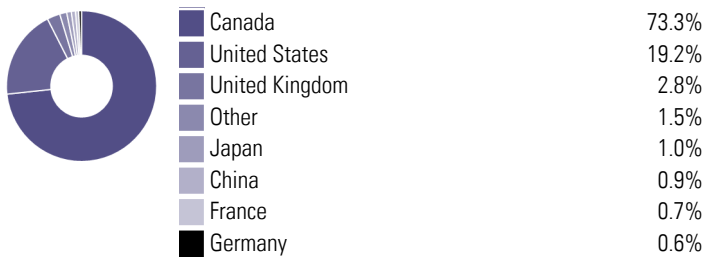 Canada 73.3%
United States 19.2%
United Kingdom 2.8%
Other 1.5%
Japan 1.0%
China 0.9%
France 0.7%
Germany 0.6%